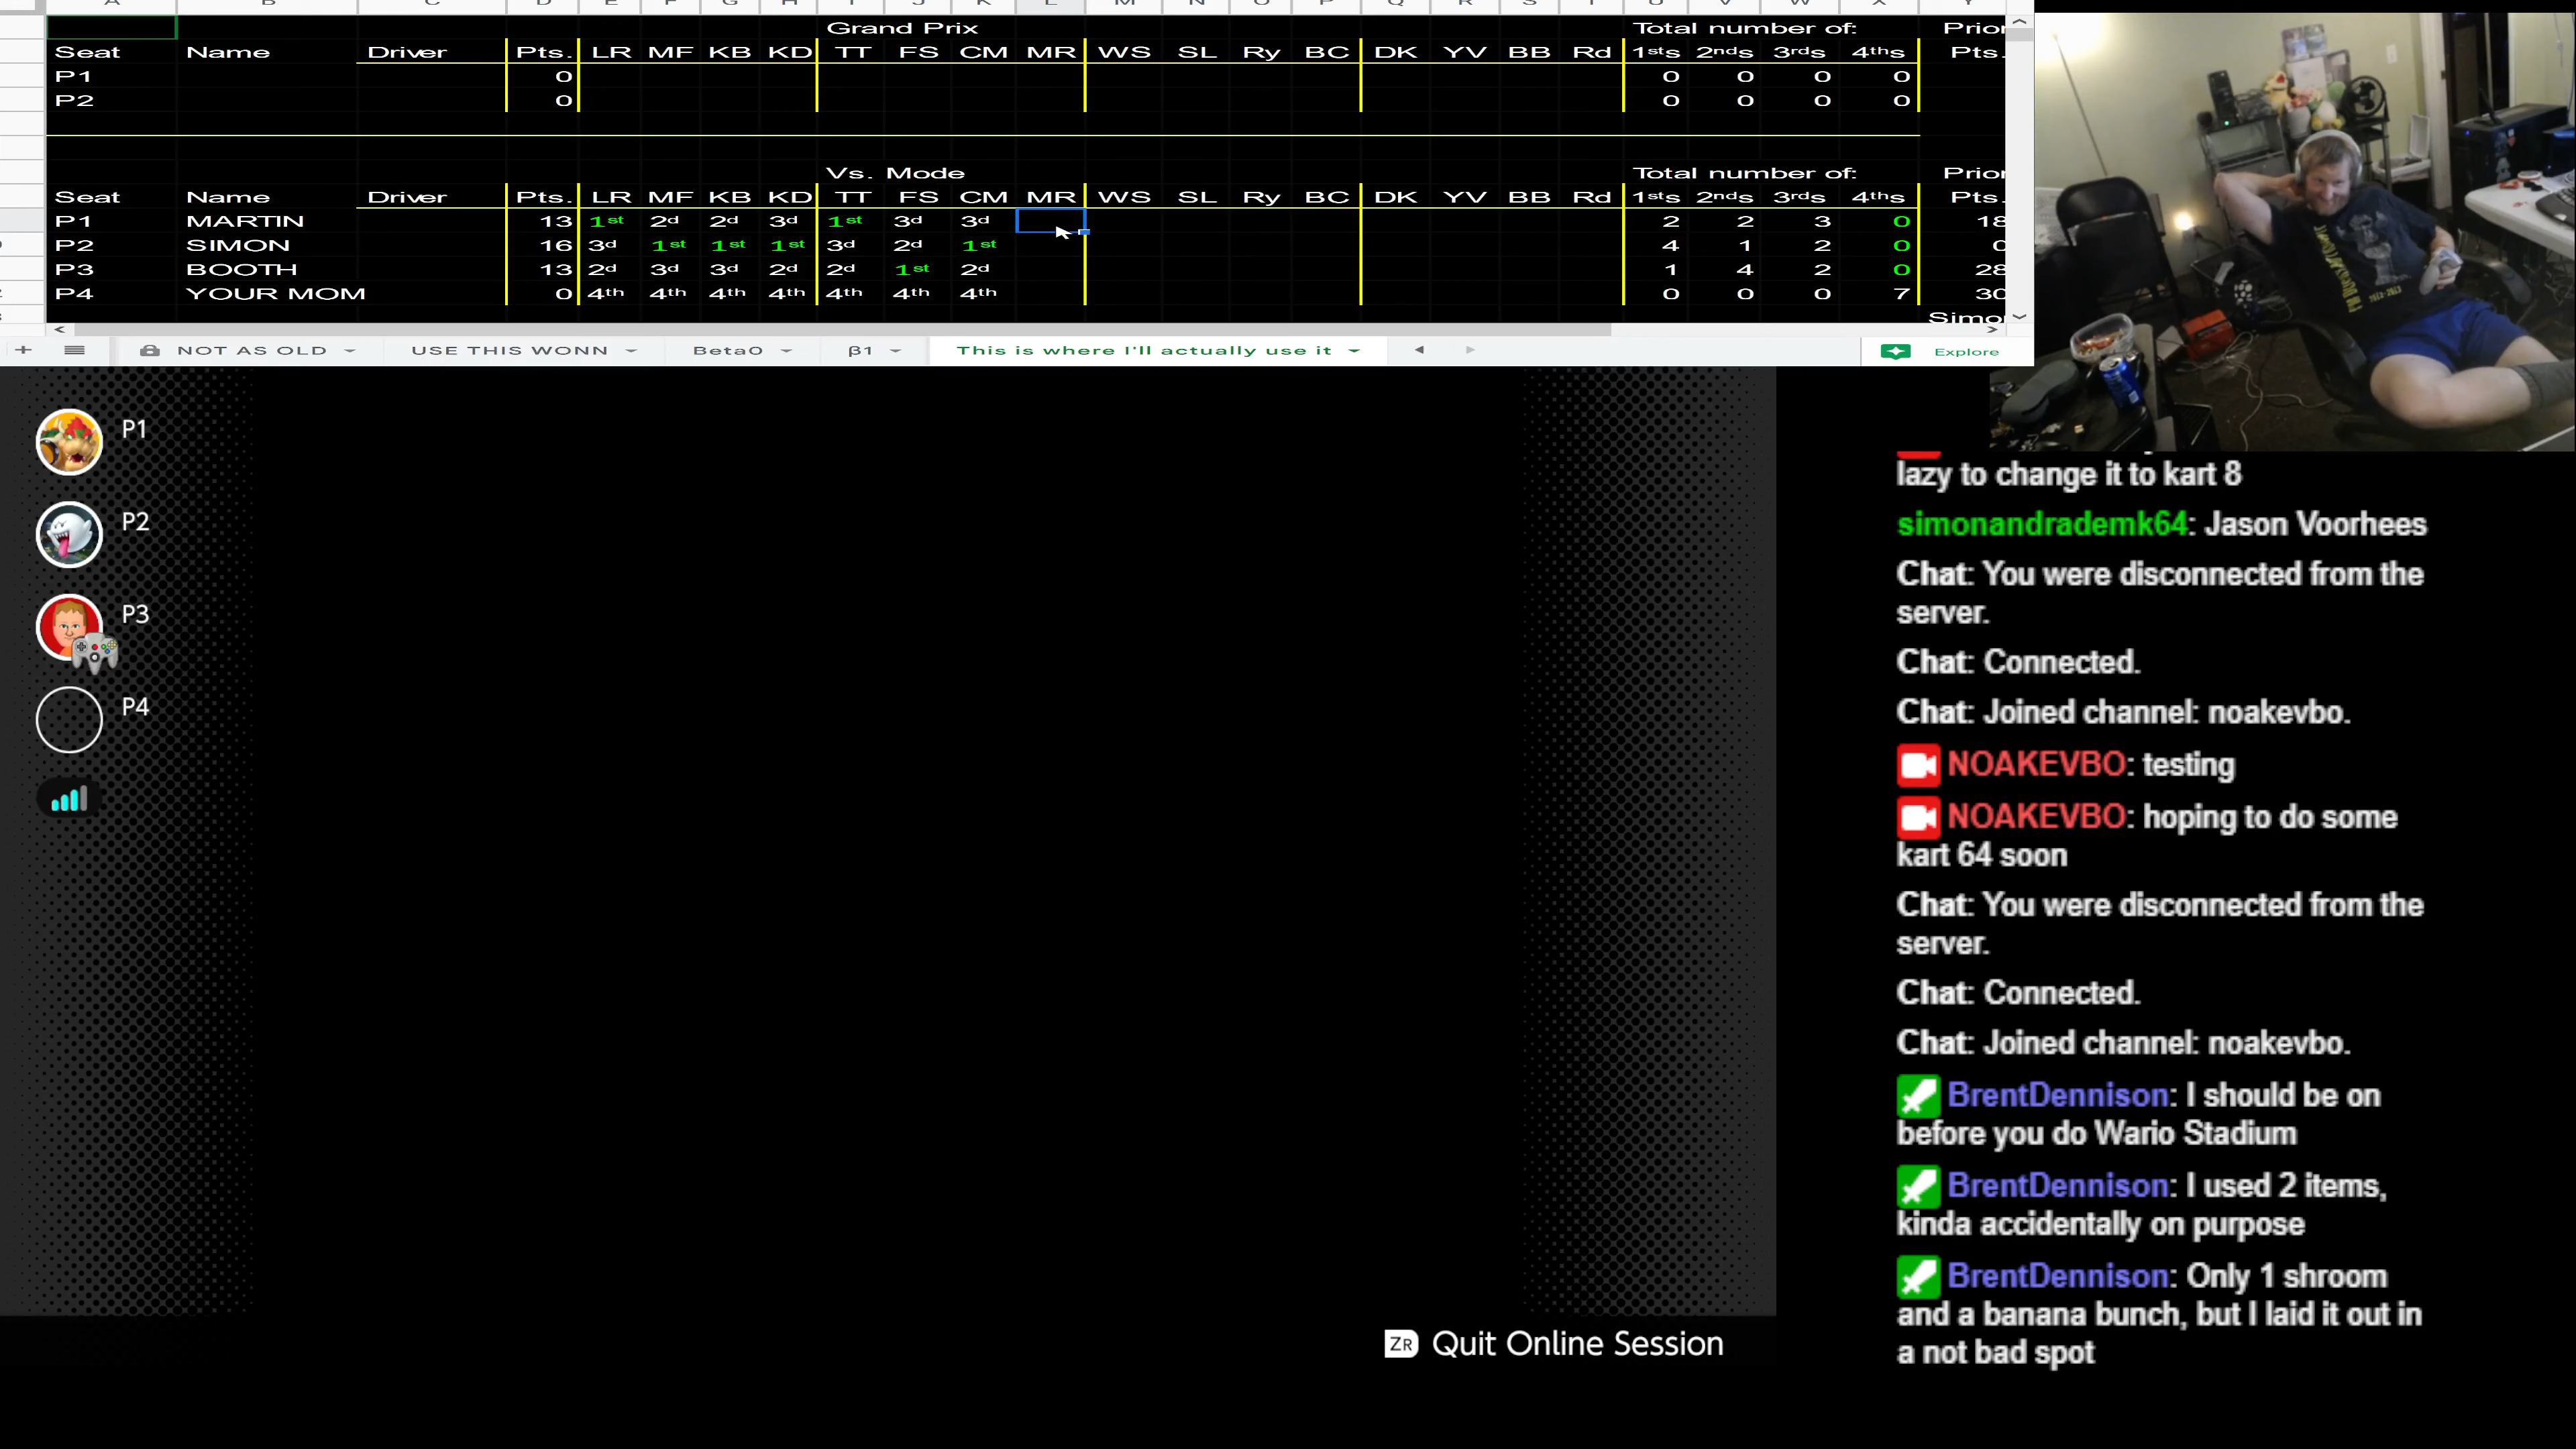 Grand Prix Total number of: Prior
Seat Name Driver Pts. LR MF KB KD TT FS CM MR WS SL Ry BC DK YV BB Rd 1sts 2nds 3rds 4ths Pts.
P1 0 0 0 0 0
P2 0 0 0 0 0
Vs. Mode Total number of: Prior
Seat Name Driver Pts. LR MF KB KD TT FS CM MR WS SL Ry BC DK YV BB Rd 1sts 2nds 3rds 4ths Pts.
P1 MARTIN 13 1st 2d 2d 3d 1st 3d 3d 2 2 3 0 18
P2 SIMON 16 3d 1st 1st 1st 3d 2d 1st 4 1 2 0 0
P3 BOOTH 13 2d 3d 3d 2d 2d 1st 2d 1 4 2 0 28
P4 YOUR MOM 0 4th 4th 4th 4th 4th 4th 4th 0 0 0 7 30
Simo
NOT AS OLD USE THIS WONN Beta0 β1 This is where I'll actually use it Explore
P1
P2
P3
P4
ZR Quit Online Session
lazy to change it to kart 8
simonandrademk64: Jason Voorhees
Chat: You were disconnected from the
server.
Chat: Connected.
Chat: Joined channel: noakevbo.
NOAKEVBO: testing
NOAKEVBO: hoping to do some
kart 64 soon
Chat: You were disconnected from the
server.
Chat: Connected.
Chat: Joined channel: noakevbo.
BrentDennison: I should be on
before you do Wario Stadium
BrentDennison: I used 2 items,
kinda accidentally on purpose
BrentDennison: Only 1 shroom
and a banana bunch, but I laid it out in
a not bad spot